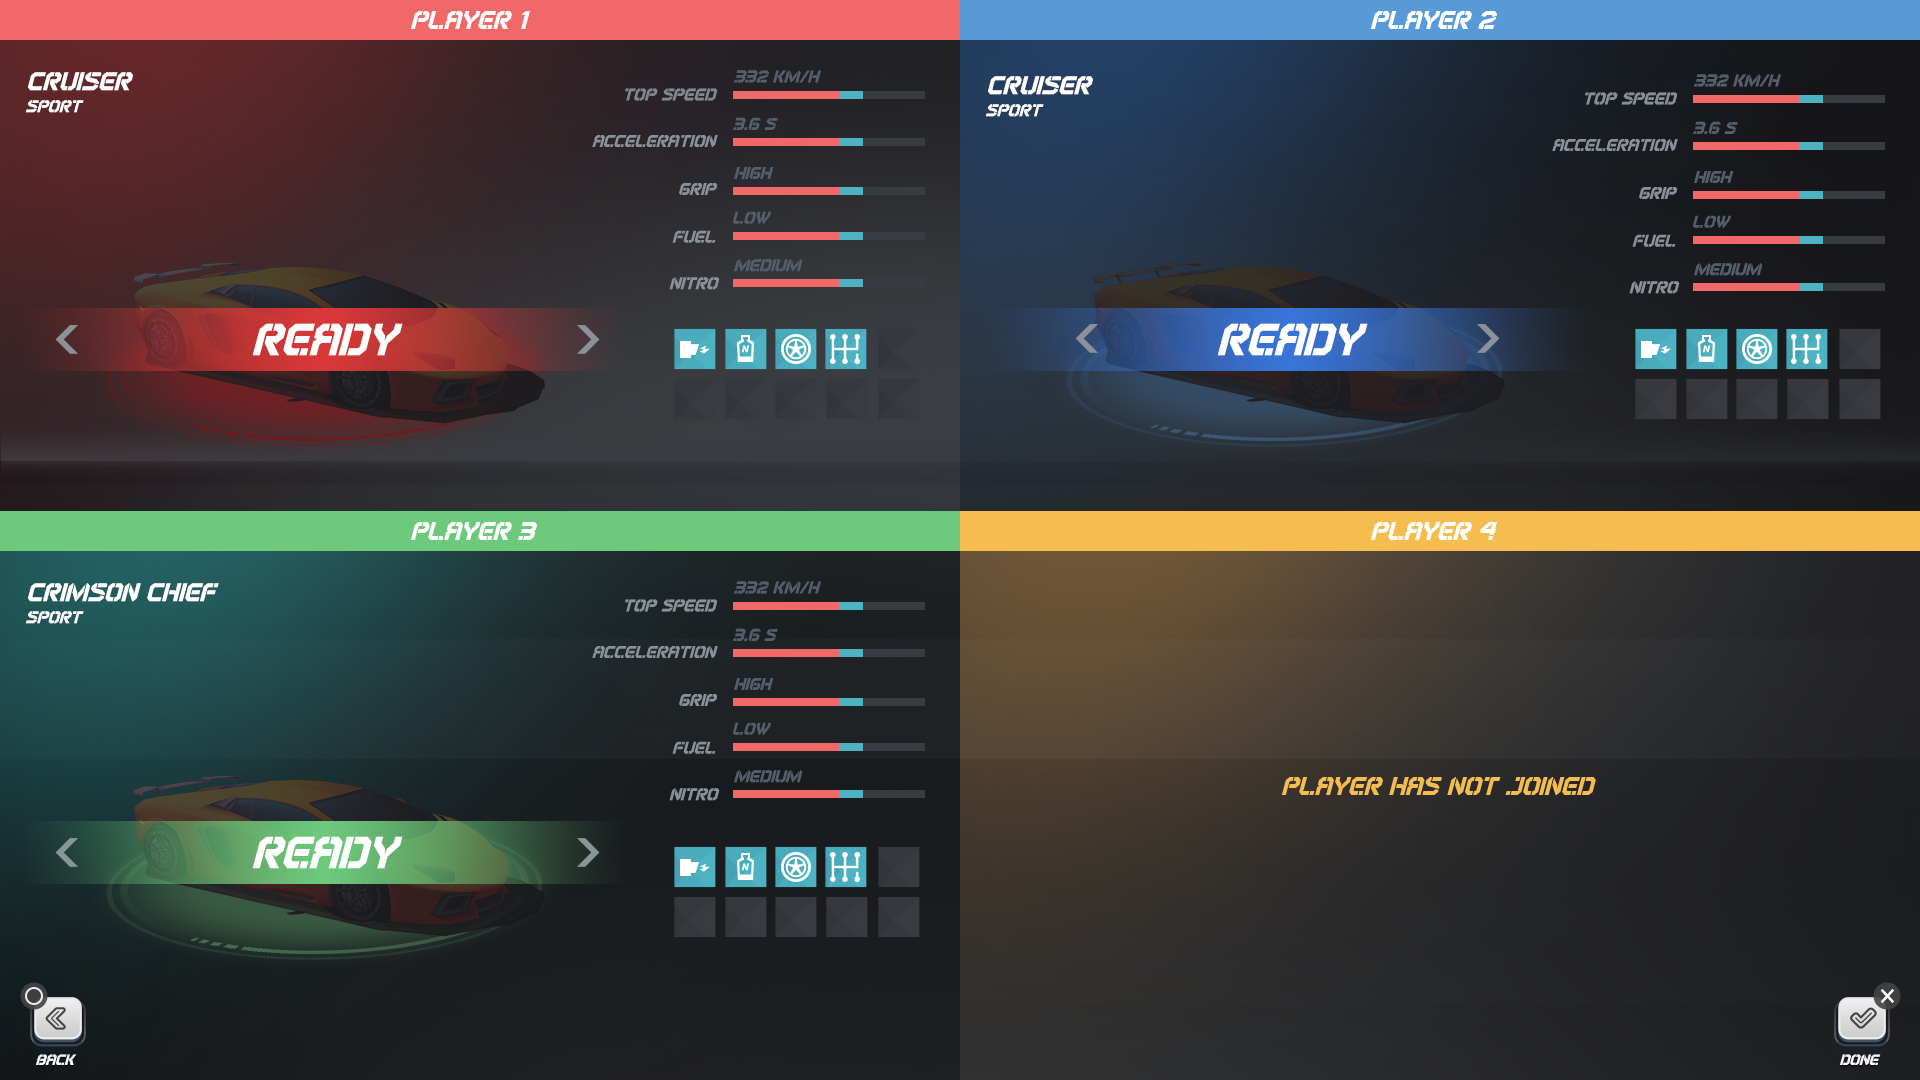 PLAYER 1
CRUISER
SPORT
TOP SPEED
332 KM/H
ACCELERATION
3.6 S
GRIP
HIGH
FUEL
LOW
NITRO
MEDIUM
READY
N
PLAYER 2
CRUISER
SPORT
TOP SPEED
332 KM/H
ACCELERATION
3.6 S
GRIP
HIGH
FUEL
LOW
NITRO
MEDIUM
READY
N
PLAYER 3
CRIMSON CHIEF
SPORT
TOP SPEED
332 KM/H
ACCELERATION
3.6 S
GRIP
HIGH
FUEL
LOW
NITRO
MEDIUM
READY
N
BACK
PLAYER 4
PLAYER HAS NOT JOINED
DONE